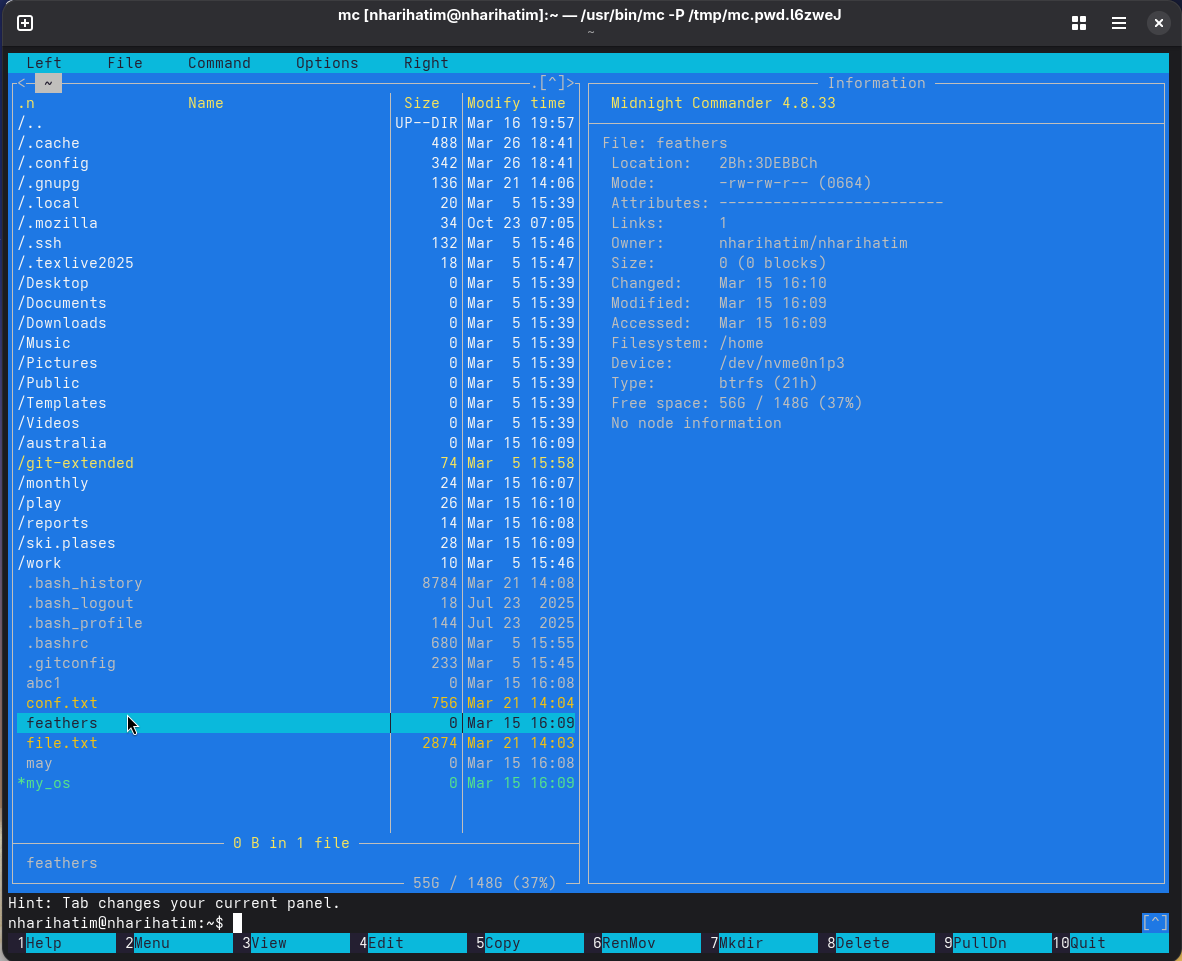 mc [nharihatim@nharihatim]:~ — /usr/bin/mc -P /tmp/mc.pwd.l6zweJ
~
Left File Command Options Right
<─ ~ ─.[^]>
.n Name Size Modify time
/.. UP--DIR Mar 16 19:57
/.cache 488 Mar 26 18:41
/.config 342 Mar 26 18:41
/.gnupg 136 Mar 21 14:06
/.local 20 Mar 5 15:39
/.mozilla 34 Oct 23 07:05
/.ssh 132 Mar 5 15:46
/.texlive2025 18 Mar 5 15:47
/Desktop 0 Mar 5 15:39
/Documents 0 Mar 5 15:39
/Downloads 0 Mar 5 15:39
/Music 0 Mar 5 15:39
/Pictures 0 Mar 5 15:39
/Public 0 Mar 5 15:39
/Templates 0 Mar 5 15:39
/Videos 0 Mar 5 15:39
/australia 0 Mar 15 16:09
/git-extended 74 Mar 5 15:58
/monthly 24 Mar 15 16:07
/play 26 Mar 15 16:10
/reports 14 Mar 15 16:08
/ski.plases 28 Mar 15 16:09
/work 10 Mar 5 15:46
.bash_history 8784 Mar 21 14:08
.bash_logout 18 Jul 23 2025
.bash_profile 144 Jul 23 2025
.bashrc 680 Mar 5 15:55
.gitconfig 233 Mar 5 15:45
abc1 0 Mar 15 16:08
conf.txt 756 Mar 21 14:04
feathers 0 Mar 15 16:09
file.txt 2874 Mar 21 14:03
may 0 Mar 15 16:08
*my_os 0 Mar 15 16:09
0 B in 1 file
feathers
55G / 148G (37%)
Information
Midnight Commander 4.8.33
File: feathers
Location: 2Bh:3DEBBCh
Mode: -rw-rw-r-- (0664)
Attributes: -------------------------
Links: 1
Owner: nharihatim/nharihatim
Size: 0 (0 blocks)
Changed: Mar 15 16:10
Modified: Mar 15 16:09
Accessed: Mar 15 16:09
Filesystem: /home
Device: /dev/nvme0n1p3
Type: btrfs (21h)
Free space: 56G / 148G (37%)
No node information
Hint: Tab changes your current panel.
nharihatim@nharihatim:~$ [^]
1Help 2Menu 3View 4Edit 5Copy 6RenMov 7Mkdir 8Delete 9PullDn 10Quit